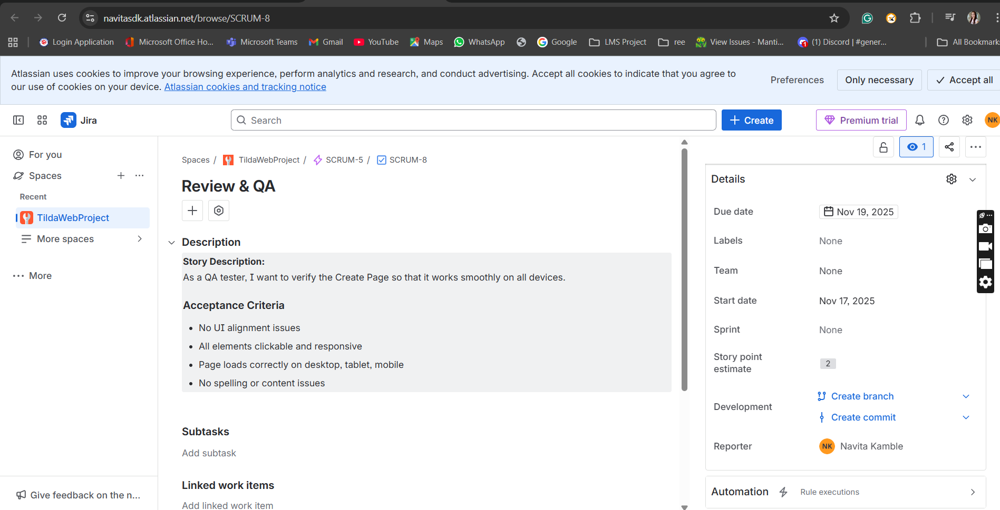 navitasdk.atlassian.net/browse/SCRUM-8
Login Application
Microsoft Office Ho...
Microsoft Teams
Gmail
YouTube
Maps
WhatsApp
Google
LMS Project
ree
View Issues - Manti...
(1) Discord | #gener...
All Bookmark
Atlassian uses cookies to improve your browsing experience, perform analytics and research, and conduct advertising. Accept all cookies to indicate that you agree to
our use of cookies on your device. Atlassian cookies and tracking notice
Preferences
Only necessary
Accept all
Jira
Search
Create
Premium trial
NK
For you
Spaces
Recent
TildaWebProject
More spaces
More
Give feedback on the n...
Spaces / TildaWebProject / SCRUM-5 / SCRUM-8
Review & QA
Description
Story Description:
As a QA tester, I want to verify the Create Page so that it works smoothly on all devices.
Acceptance Criteria
• No UI alignment issues
• All elements clickable and responsive
• Page loads correctly on desktop, tablet, mobile
• No spelling or content issues
Subtasks
Add subtask
Linked work items
Add linked work item
1
Details
Due date Nov 19, 2025
Labels None
Team None
Start date Nov 17, 2025
Sprint None
Story point
estimate
2
Development
Create branch
Create commit
Reporter NK Navita Kamble
Automation Rule executions